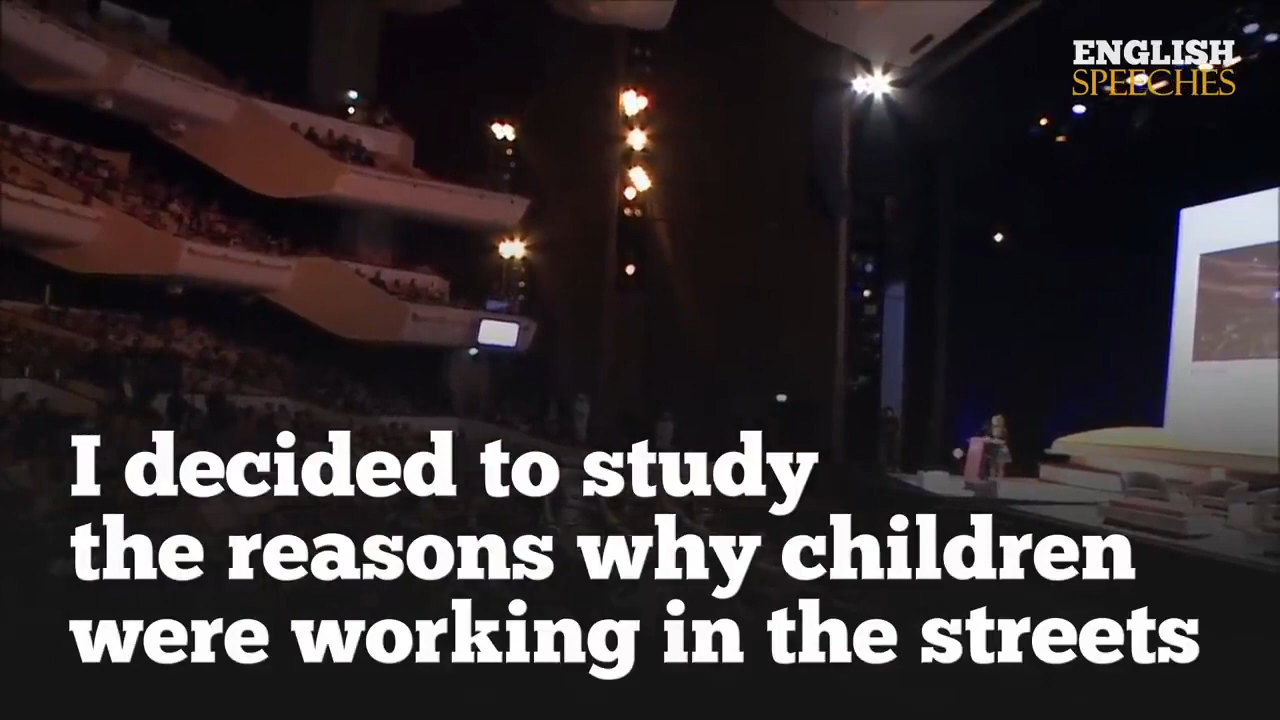 ENGLISH
SPEECHES
I decided to study
the reasons why children
were working in the streets